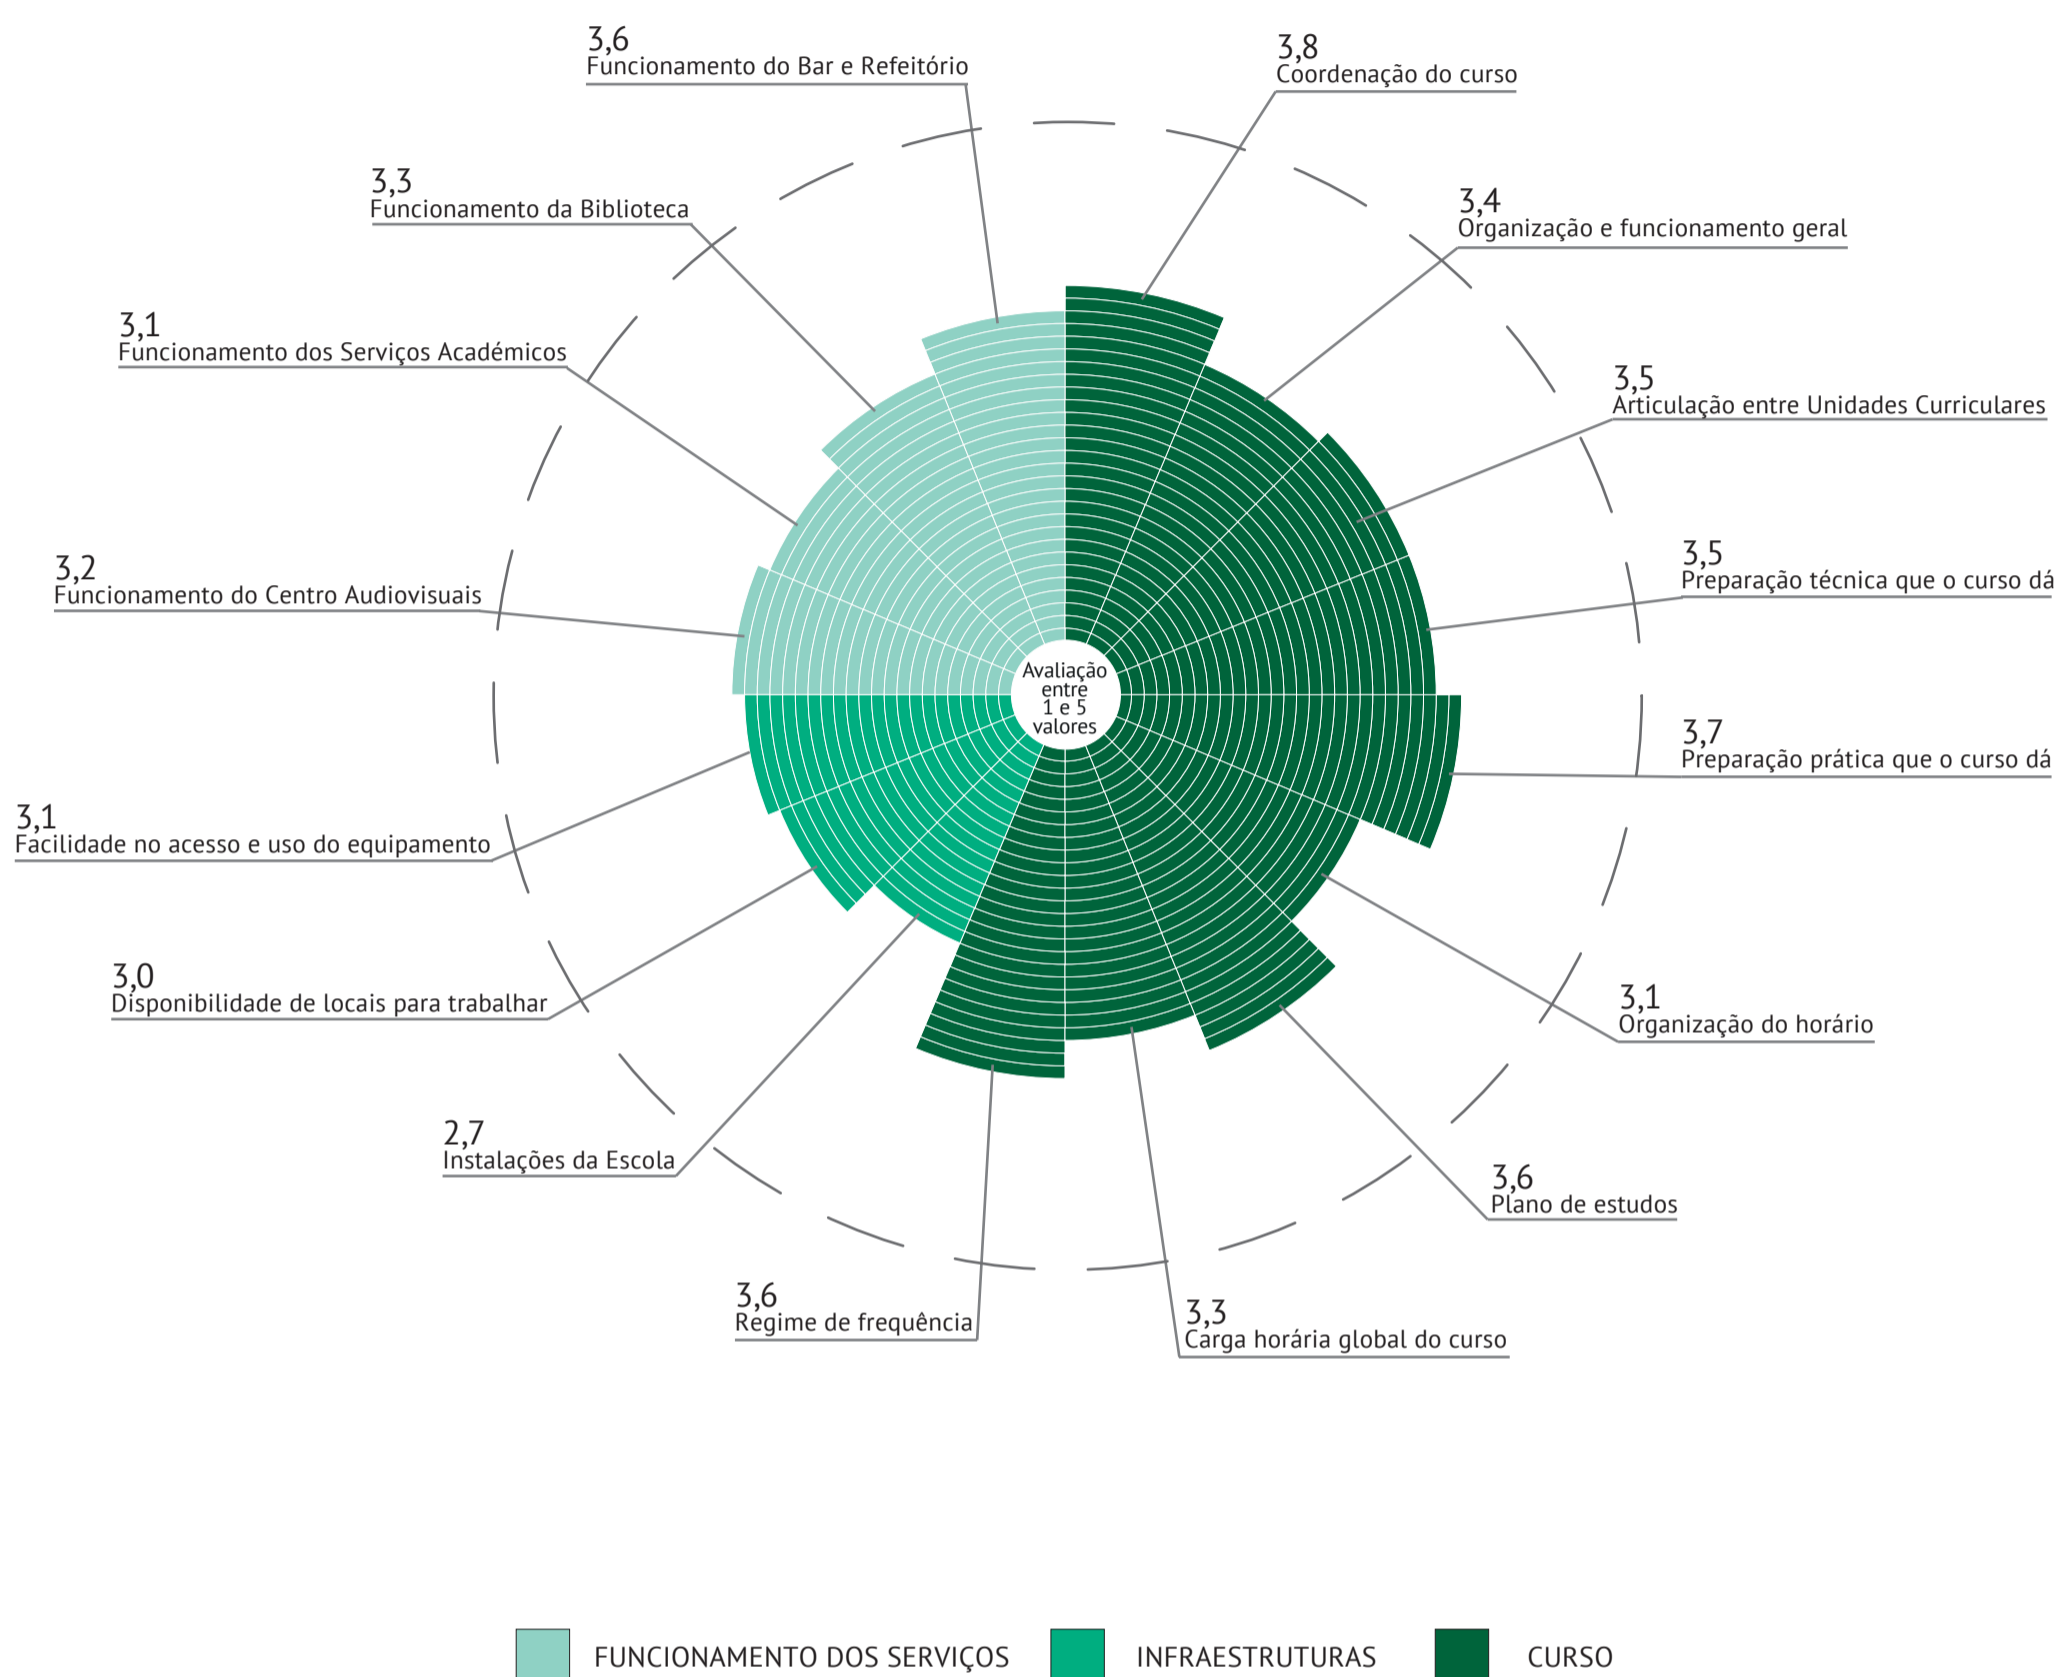 3,6
Funcionamento do Bar e Refeitório
3,8
Coordenação do curso
3,3
Funcionamento da Biblioteca
3,4
Organização e funcionamento geral
3,1
Funcionamento dos Serviços Académicos
3,5
Articulação entre Unidades Curriculares
3,2
Funcionamento do Centro Audiovisuais
3,5
Preparação técnica que o curso dá
Avaliação
entre
1 e 5
valores
3,7
Preparação prática que o curso dá
3,1
Facilidade no acesso e uso do equipamento
3,0
Disponibilidade de locais para trabalhar
3,1
Organização do horário
2,7
Instalações da Escola
3,6
Plano de estudos
3,6
Regime de frequência
3,3
Carga horária global do curso
FUNCIONAMENTO DOS SERVIÇOS
INFRAESTRUTURAS
CURSO